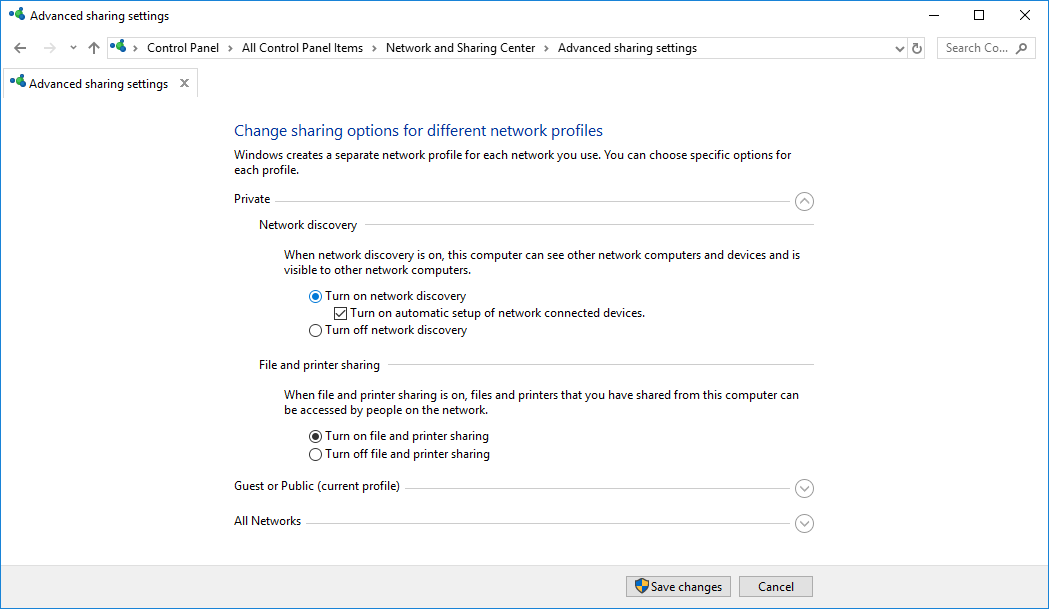 Advanced sharing settings
Control Panel > All Control Panel Items > Network and Sharing Center > Advanced sharing settings
Search Co...
Advanced sharing settings
Change sharing options for different network profiles
Windows creates a separate network profile for each network you use. You can choose specific options for
each profile.
Private
Network discovery
When network discovery is on, this computer can see other network computers and devices and is
visible to other network computers.
Turn on network discovery
Turn on automatic setup of network connected devices.
Turn off network discovery
File and printer sharing
When file and printer sharing is on, files and printers that you have shared from this computer can
be accessed by people on the network.
Turn on file and printer sharing
Turn off file and printer sharing
Guest or Public (current profile)
All Networks
Save changes
Cancel